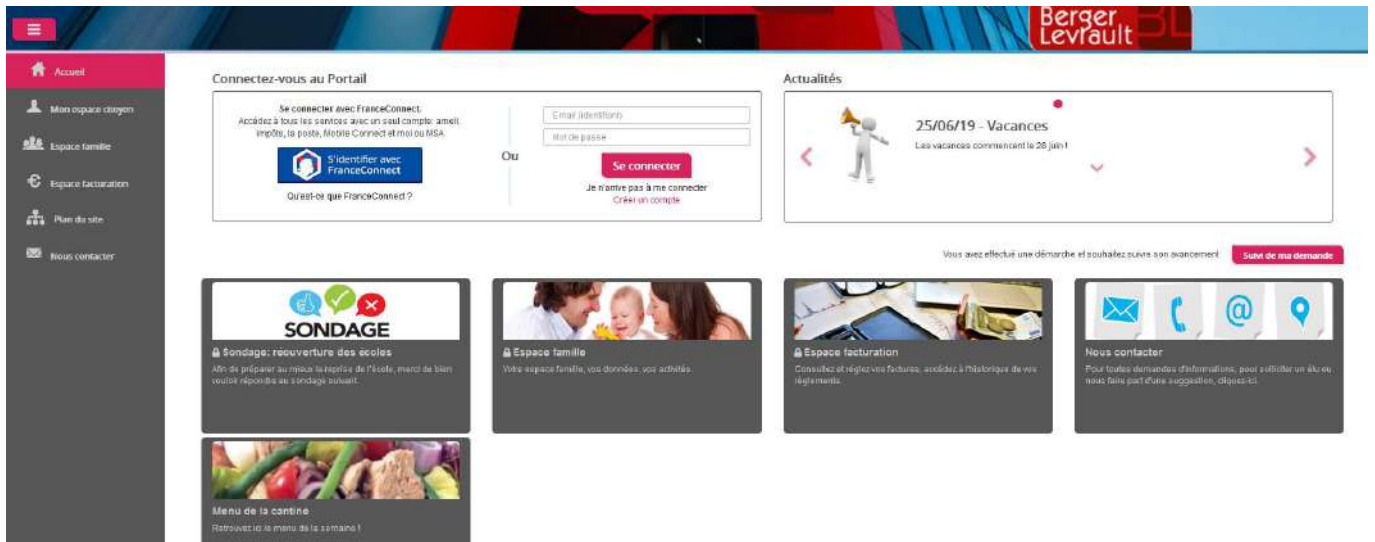 Berger
Levrault
BL
Accueil
Mon espace citoyen
Espace famille
Espace facturation
Plan du site
Nous contacter
Connectez-vous au Portail
Se connecter avec FranceConnect.
Accédez à tous les services avec un seul compte: ameli
impôts, la poste, Mobile Connect et moi ou MSA.
S'identifier avec
FranceConnect
Qu'est-ce que FranceConnect ?
Ou
Email (identifiant)
Mot de passe
Se connecter
Je n'arrive pas à me connecter
Créer un compte
Actualités
25/06/19 - Vacances
Les vacances commencent le 28 juin !
Vous avez effectué une démarche et souhaitez suivre son avancement
Suivi de ma demande
SONDAGE
Sondage: réouverture des écoles
Afin de préparer au mieux la reprise de l'école, merci de bien
vouloir répondre au sondage suivant.
Espace famille
Votre espace famille, vos données, vos activités.
Espace facturation
Consultez et réglez vos factures, accédez à l'historique de vos
règlements.
@
Nous contacter
Pour toutes demandes d'informations, pour solliciter un élu ou
nous faire part d'une suggestion, cliquez-ici.
Menu de la cantine
Retrouvez ici le menu de la semaine !